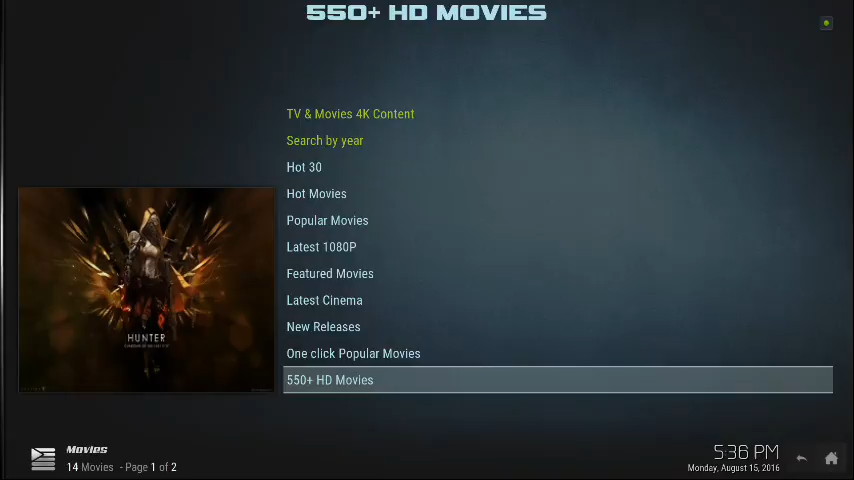 550+ HD MOVIES
TV & Movies 4K Content
Search by year
Hot 30
Hot Movies
Popular Movies
Latest 1080P
Featured Movies
Latest Cinema
New Releases
One click Popular Movies
550+ HD Movies
HUNTER
Movies
14 Movies - Page 1 of 2
5:36 PM
Monday, August 15, 2016